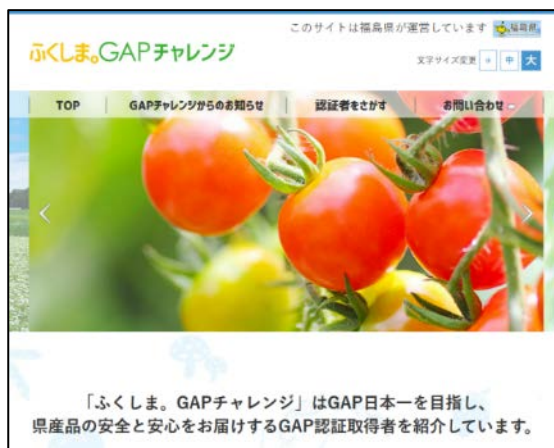 このサイトは福島県が運営しています 福島県
ふくしま。GAPチャレンジ
文字サイズ変更 小 中 大
TOP GAPチャレンジからのお知らせ 認証者をさがす お問い合わせ
「ふくしま。GAPチャレンジ」はGAP日本一を目指し、
県産品の安全と安心をお届けするGAP認証取得者を紹介しています。